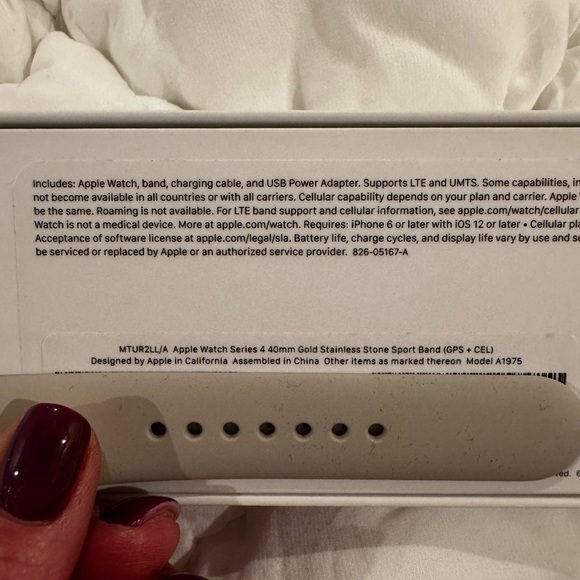 Includes: Apple Watch, band, charging cable, and USB Power Adapter. Supports LTE and UMTS. Some capabilities, in
not become available in all countries or with all carriers. Cellular capability depends on your plan and carrier. Apple
be the same. Roaming is not available. For LTE band support and cellular information, see apple.com/watch/cellular
Watch is not a medical device. More at apple.com/watch. Requires: iPhone 6 or later with iOS 12 or later • Cellular pla
Acceptance of software license at apple.com/legal/sla. Battery life, charge cycles, and display life vary by use and se
be serviced or replaced by Apple or an authorized service provider. 826-05167-A
MTUR2LL/A Apple Watch Series 4 40mm Gold Stainless Stone Sport Band (GPS + CEL)
Designed by Apple in California Assembled in China Other items as marked thereon Model A1975